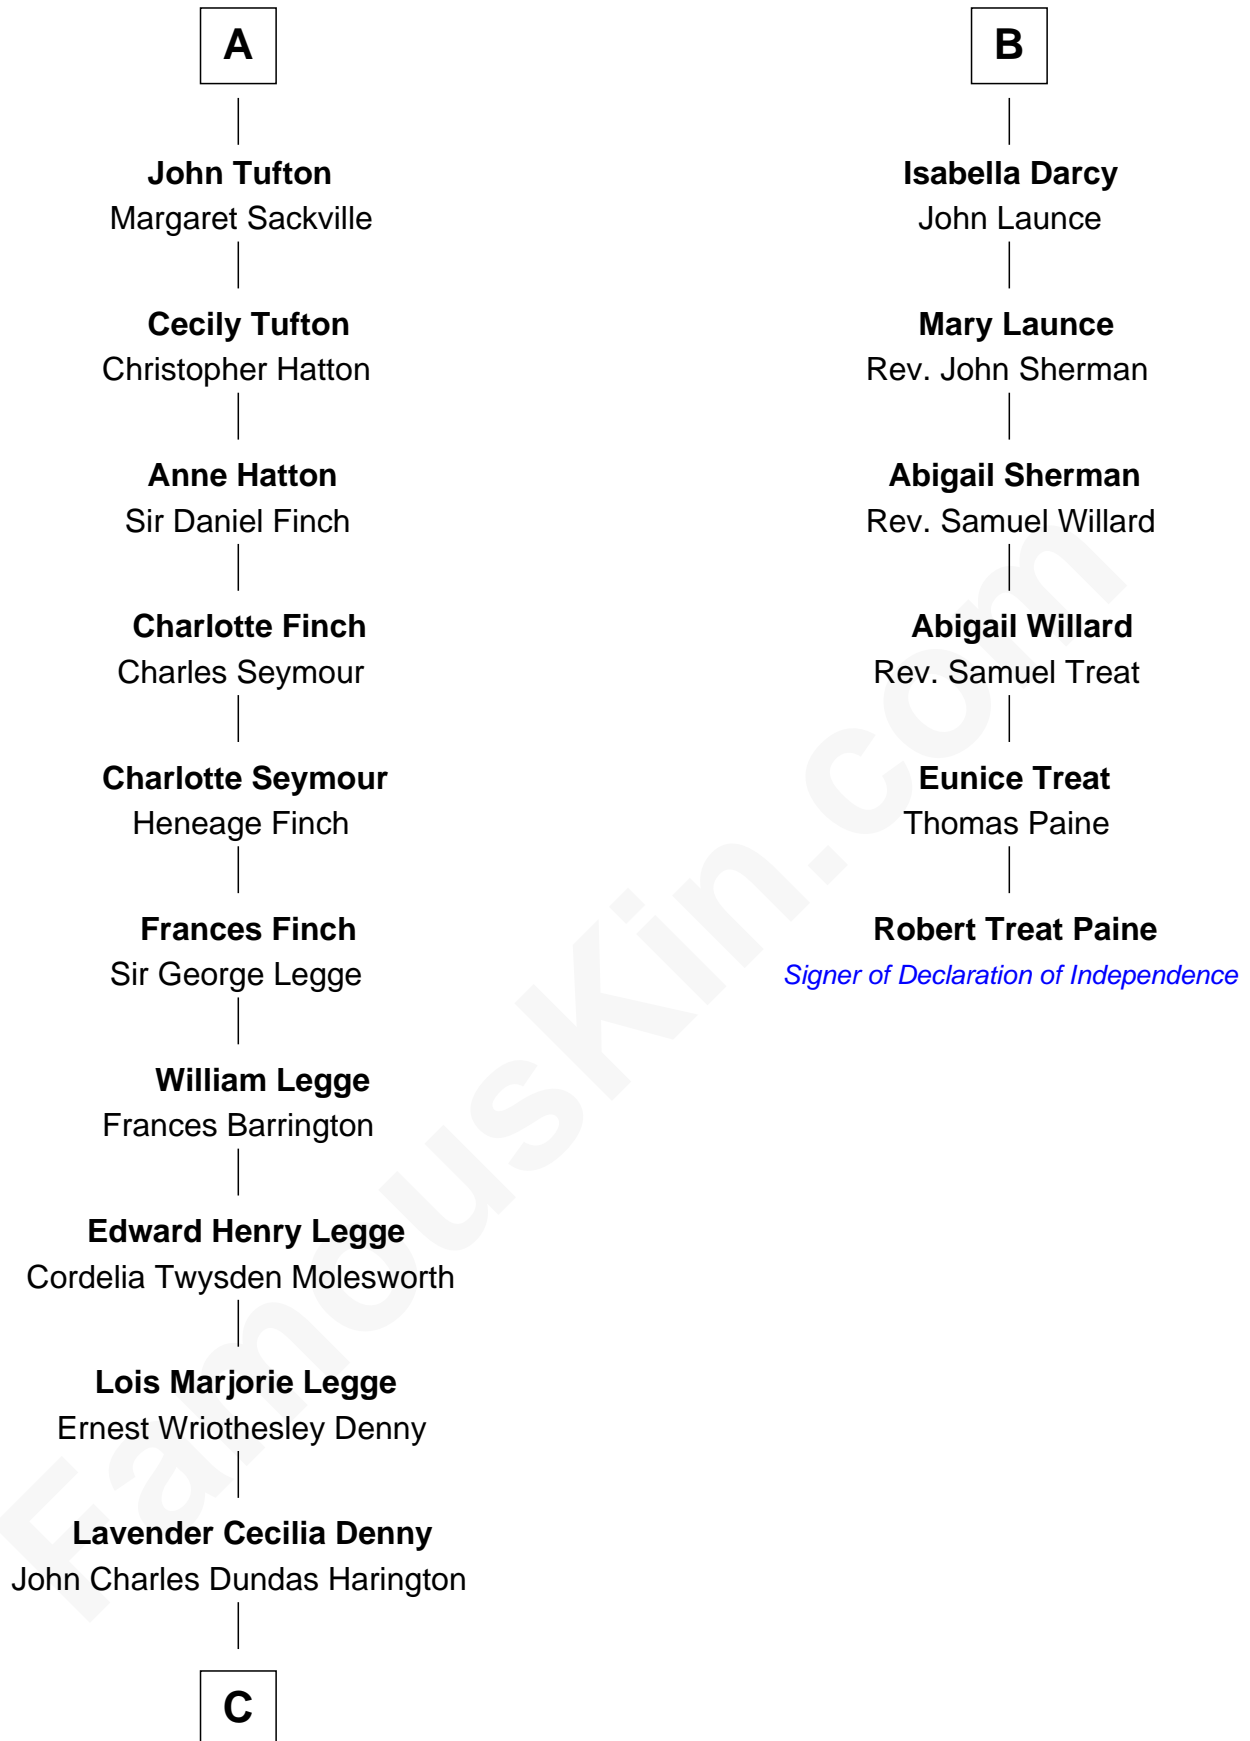 A
John Tufton
Margaret Sackville
Cecily Tufton
Christopher Hatton
Anne Hatton
Sir Daniel Finch
Charlotte Finch
Charles Seymour
Charlotte Seymour
Heneage Finch
Frances Finch
Sir George Legge
William Legge
Frances Barrington
Edward Henry Legge
Cordelia Twysden Molesworth
Lois Marjorie Legge
Ernest Wriothesley Denny
Lavender Cecilia Denny
John Charles Dundas Harington
C
B
Isabella Darcy
John Launce
Mary Launce
Rev. John Sherman
Abigail Sherman
Rev. Samuel Willard
Abigail Willard
Rev. Samuel Treat
Eunice Treat
Thomas Paine
Robert Treat Paine
Signer of Declaration of Independence
FamousKin.com